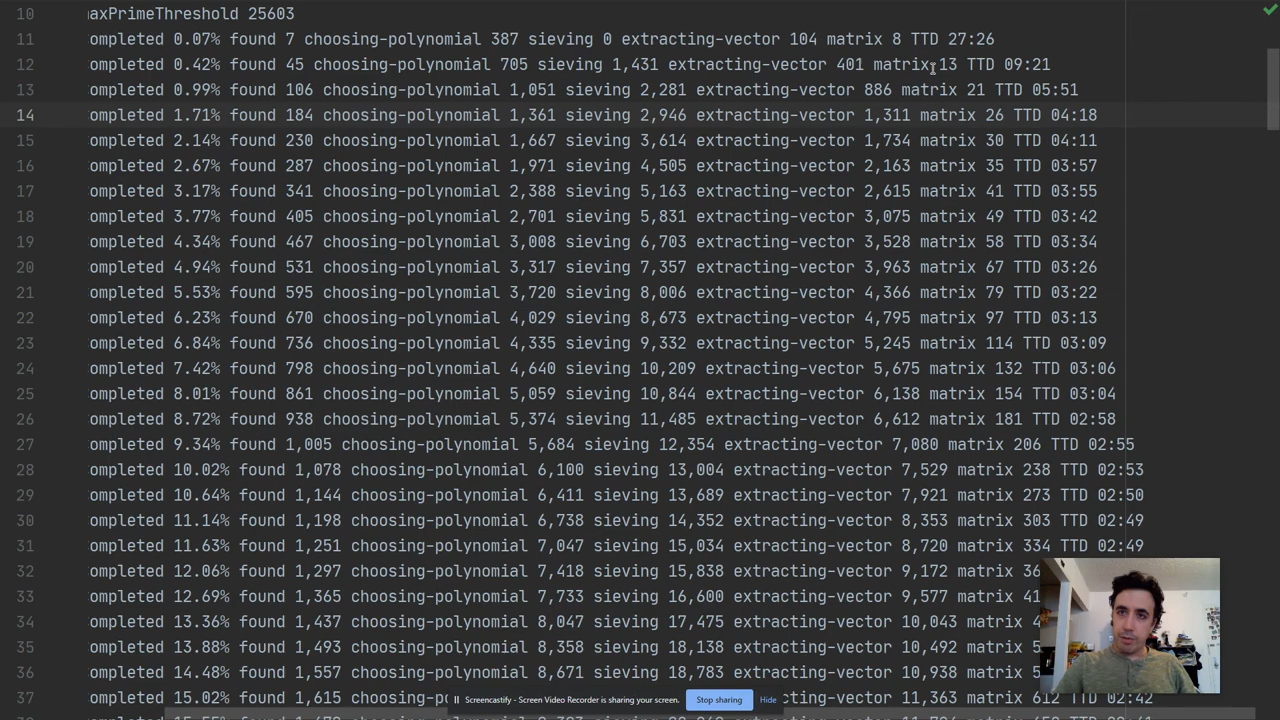 10 axPrimeThreshold 25603
11 ompleted 0.07% found 7 choosing-polynomial 387 sieving 0 extracting-vector 104 matrix 8 TTD 27:26
12 ompleted 0.42% found 45 choosing-polynomial 705 sieving 1,431 extracting-vector 401 matrix 13 TTD 09:21
13 ompleted 0.99% found 106 choosing-polynomial 1,051 sieving 2,281 extracting-vector 886 matrix 21 TTD 05:51
14 ompleted 1.71% found 184 choosing-polynomial 1,361 sieving 2,946 extracting-vector 1,311 matrix 26 TTD 04:18
15 ompleted 2.14% found 230 choosing-polynomial 1,667 sieving 3,614 extracting-vector 1,734 matrix 30 TTD 04:11
16 ompleted 2.67% found 287 choosing-polynomial 1,971 sieving 4,505 extracting-vector 2,163 matrix 35 TTD 03:57
17 ompleted 3.17% found 341 choosing-polynomial 2,388 sieving 5,163 extracting-vector 2,615 matrix 41 TTD 03:55
18 ompleted 3.77% found 405 choosing-polynomial 2,701 sieving 5,831 extracting-vector 3,075 matrix 49 TTD 03:42
19 ompleted 4.34% found 467 choosing-polynomial 3,008 sieving 6,703 extracting-vector 3,528 matrix 58 TTD 03:34
20 ompleted 4.94% found 531 choosing-polynomial 3,317 sieving 7,357 extracting-vector 3,963 matrix 67 TTD 03:26
21 ompleted 5.53% found 595 choosing-polynomial 3,720 sieving 8,006 extracting-vector 4,366 matrix 79 TTD 03:22
22 ompleted 6.23% found 670 choosing-polynomial 4,029 sieving 8,673 extracting-vector 4,795 matrix 97 TTD 03:13
23 ompleted 6.84% found 736 choosing-polynomial 4,335 sieving 9,332 extracting-vector 5,245 matrix 114 TTD 03:09
24 ompleted 7.42% found 798 choosing-polynomial 4,640 sieving 10,209 extracting-vector 5,675 matrix 132 TTD 03:06
25 ompleted 8.01% found 861 choosing-polynomial 5,059 sieving 10,844 extracting-vector 6,138 matrix 154 TTD 03:04
26 ompleted 8.72% found 938 choosing-polynomial 5,374 sieving 11,485 extracting-vector 6,612 matrix 181 TTD 02:58
27 ompleted 9.34% found 1,005 choosing-polynomial 5,684 sieving 12,354 extracting-vector 7,080 matrix 206 TTD 02:55
28 ompleted 10.02% found 1,078 choosing-polynomial 6,100 sieving 13,004 extracting-vector 7,529 matrix 238 TTD 02:53
29 ompleted 10.64% found 1,144 choosing-polynomial 6,411 sieving 13,689 extracting-vector 7,921 matrix 273 TTD 02:50
30 ompleted 11.14% found 1,198 choosing-polynomial 6,738 sieving 14,352 extracting-vector 8,353 matrix 303 TTD 02:49
31 ompleted 11.63% found 1,251 choosing-polynomial 7,047 sieving 15,034 extracting-vector 8,720 matrix 334 TTD 02:49
32 ompleted 12.06% found 1,297 choosing-polynomial 7,418 sieving 15,838 extracting-vector 9,172 matrix 36
33 ompleted 12.69% found 1,365 choosing-polynomial 7,733 sieving 16,600 extracting-vector 9,577 matrix 41
34 ompleted 13.36% found 1,437 choosing-polynomial 8,047 sieving 17,475 extracting-vector 10,043 matrix 4
35 ompleted 13.88% found 1,493 choosing-polynomial 8,358 sieving 18,138 extracting-vector 10,492 matrix 5
36 ompleted 14.48% found 1,557 choosing-polynomial 8,671 sieving 18,783 extracting-vector 10,938 matrix 5
37 ompleted 15.02% found 1,615 choosing-p cting-vector 11,363 matrix 612 TTD 02:42
Screencastify - Screen Video Recorder is sharing your screen. Stop sharing Hide